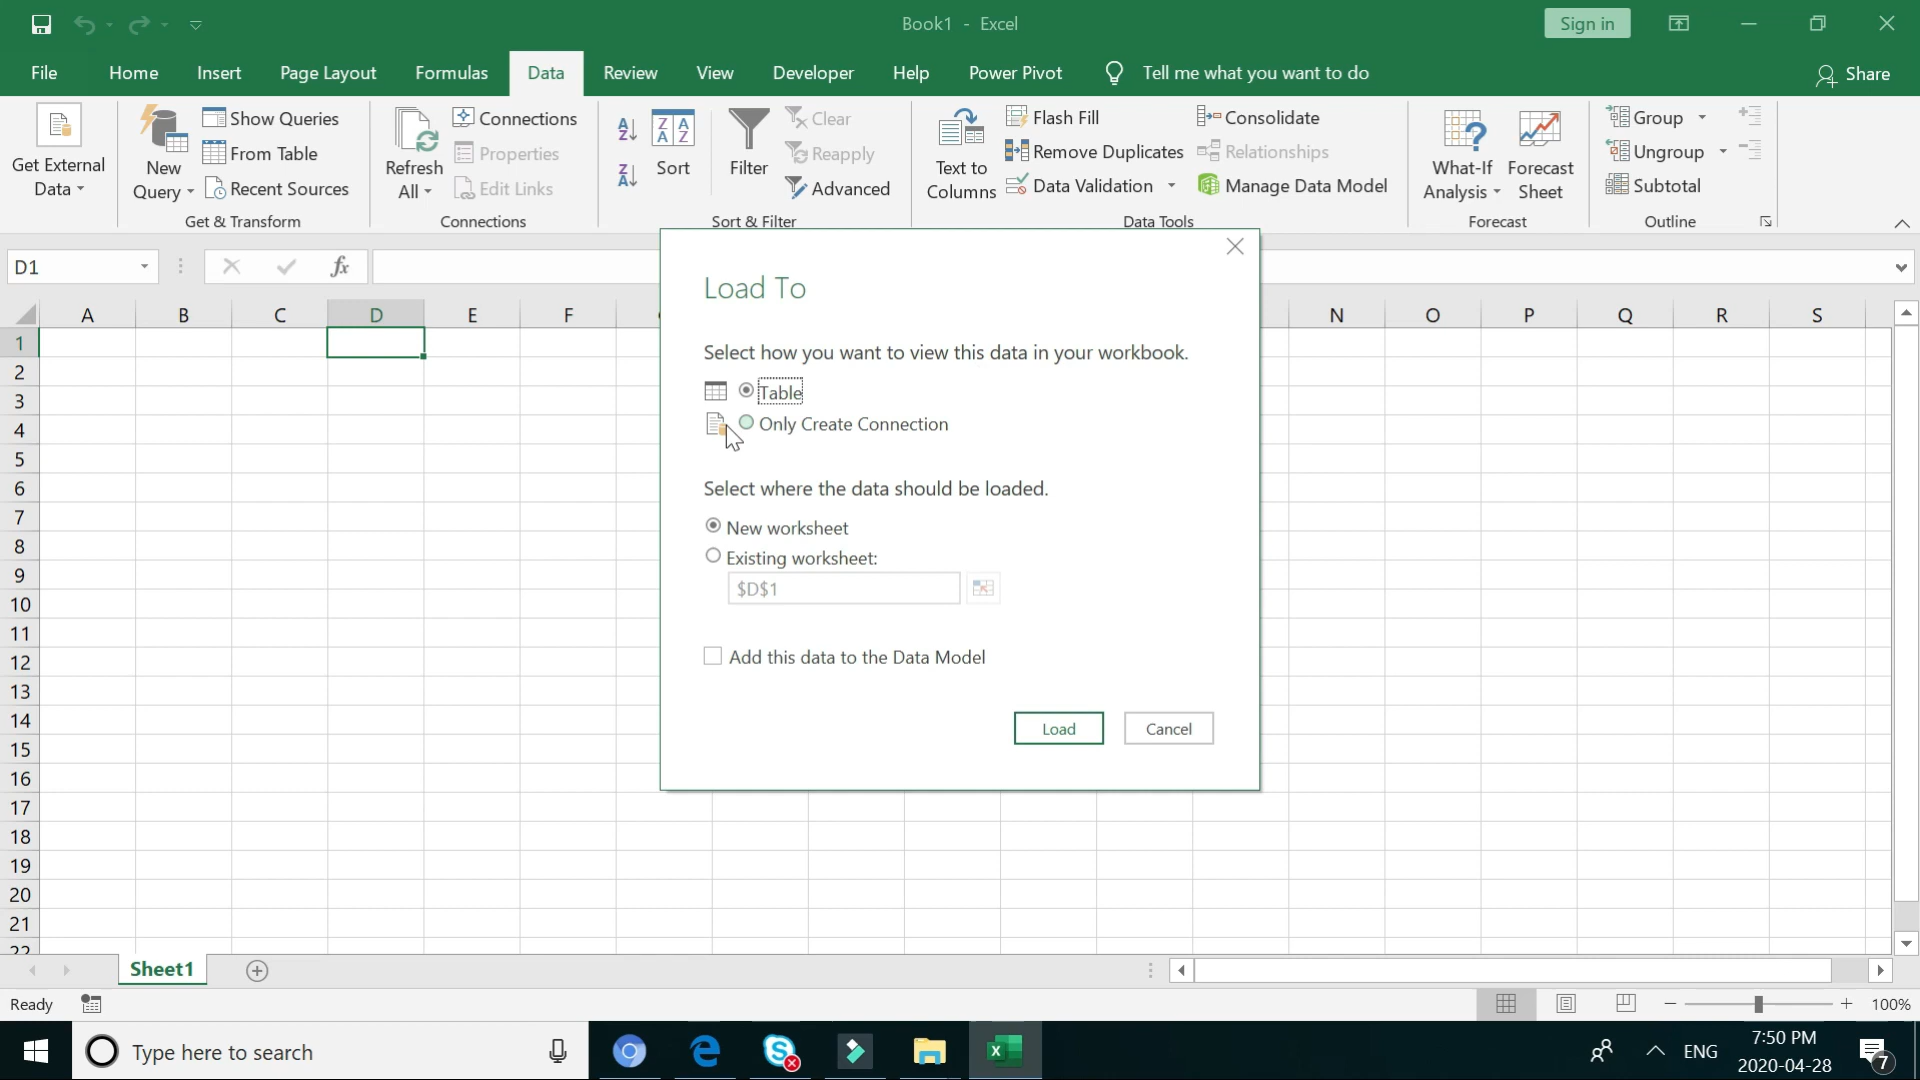 Book1 - Excel
Sign in
File Home Insert Page Layout Formulas Data Review View Developer Help Power Pivot Tell me what you want to do Share
Get External
Data
New
Query
Show Queries
From Table
Recent Sources
Get & Transform
Refresh
All
Connections
Properties
Edit Links
Connections
Sort
Filter
Clear
Reapply
Advanced
Sort & Filter
Text to
Columns
Flash Fill
Remove Duplicates
Data Validation
Consolidate
Relationships
Manage Data Model
Data Tools
What-If
Analysis
Forecast
Sheet
Forecast
Group
Ungroup
Subtotal
Outline
D1
fx
A B C D E F N O P Q R S
1
2
3
4
5
6
7
8
9
10
11
12
13
14
15
16
17
18
19
20
21
22
Load To
Select how you want to view this data in your workbook.
Table
Only Create Connection
Select where the data should be loaded.
New worksheet
Existing worksheet:
$D$1
Add this data to the Data Model
Load Cancel
Sheet1
Ready
100%
Type here to search
ENG
7:50 PM
2020-04-28
7